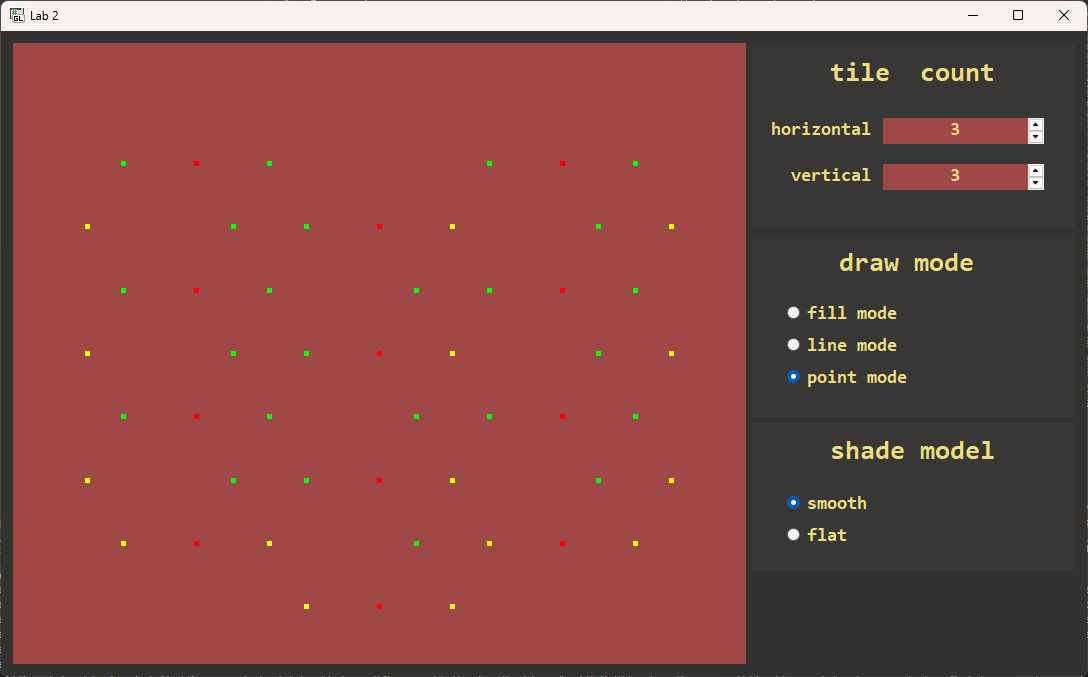 Lab 2
tile count
horizontal 3
vertical 3
draw mode
fill mode
line mode
point mode
shade model
smooth
flat